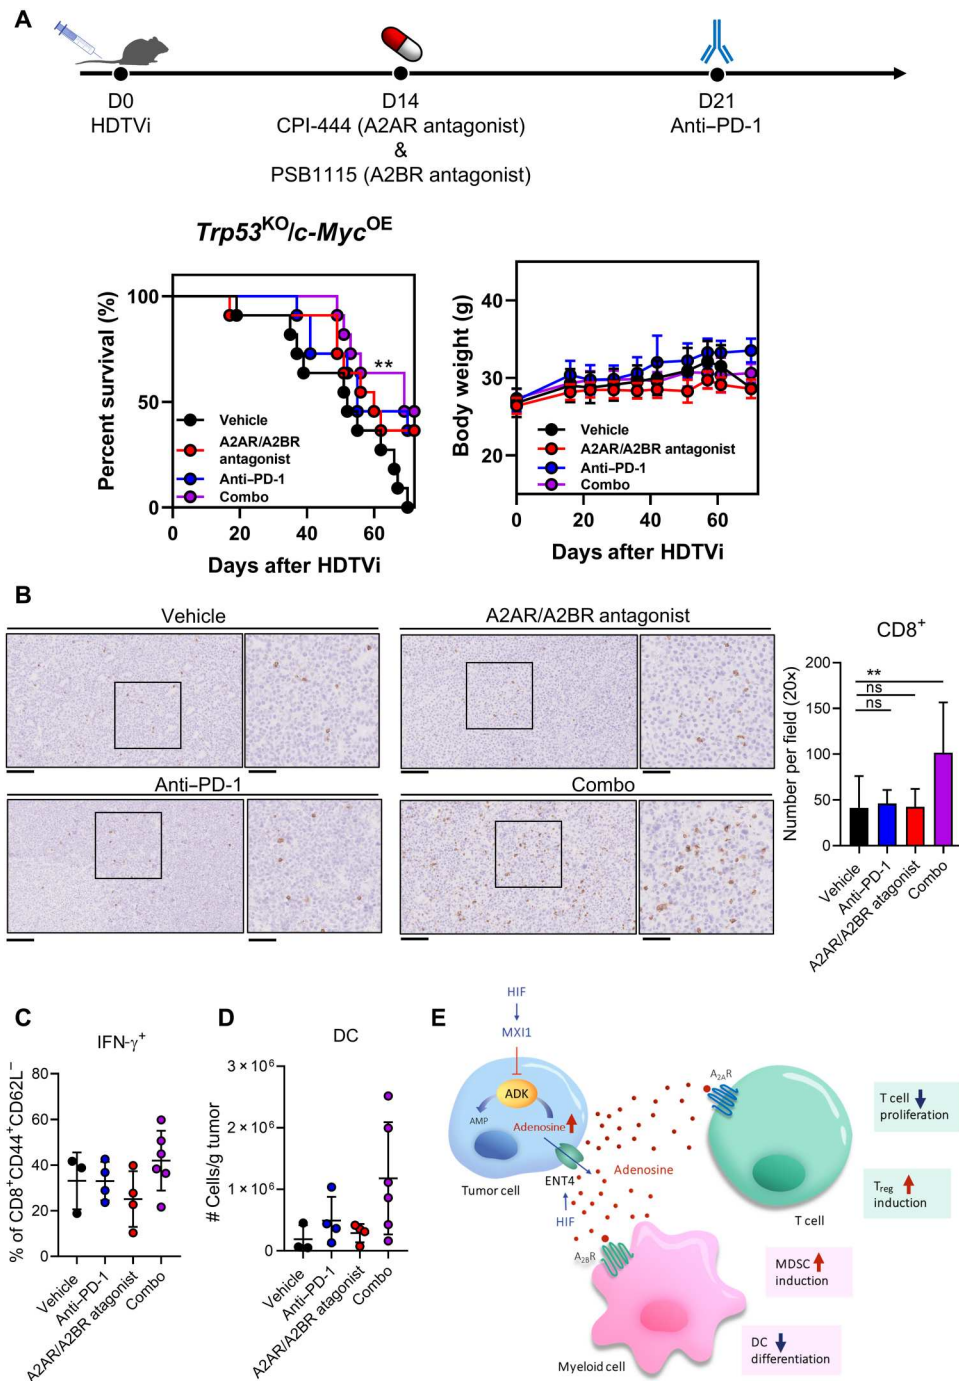 A
D0
HDTVi
D14
CPI-444 (A2AR antagonist)
&
PSB1115 (A2BR antagonist)
D21
Anti–PD-1
Trp53KO/c-MycOE
Percent survival (%)
100
50
0
**
Vehicle
A2AR/A2BR
antagonist
Anti–PD-1
Combo
0 20 40 60
Days after HDTVi
Body weight (g)
40
30
20
Vehicle
A2AR/A2BR antagonist
Anti–PD-1
Combo
0 20 40 60
Days after HDTVi
B
Vehicle
A2AR/A2BR antagonist
Anti–PD-1
Combo
CD8+
Number per field (20×)
200
150
100
50
0
**
ns
ns
Vehicle
Anti–PD-1
A2AR/A2BR atagonist
Combo
C
IFN-γ+
% of CD8+CD44+CD62L−
80
60
40
20
0
Vehicle
Anti–PD-1
A2AR/A2BR atagonist
Combo
D
DC
# Cells/g tumor
3 × 10⁶
2 × 10⁶
1 × 10⁶
0
Vehicle
Anti–PD-1
A2AR/A2BR atagonist
Combo
E
HIF
MXI1
ADK
AMP
Adenosine
Tumor cell
ENT4
HIF
Adenosine
A2AR
T cell
A2BR
Myeloid cell
T cell
proliferation
Treg
induction
MDSC
induction
DC
differentiation